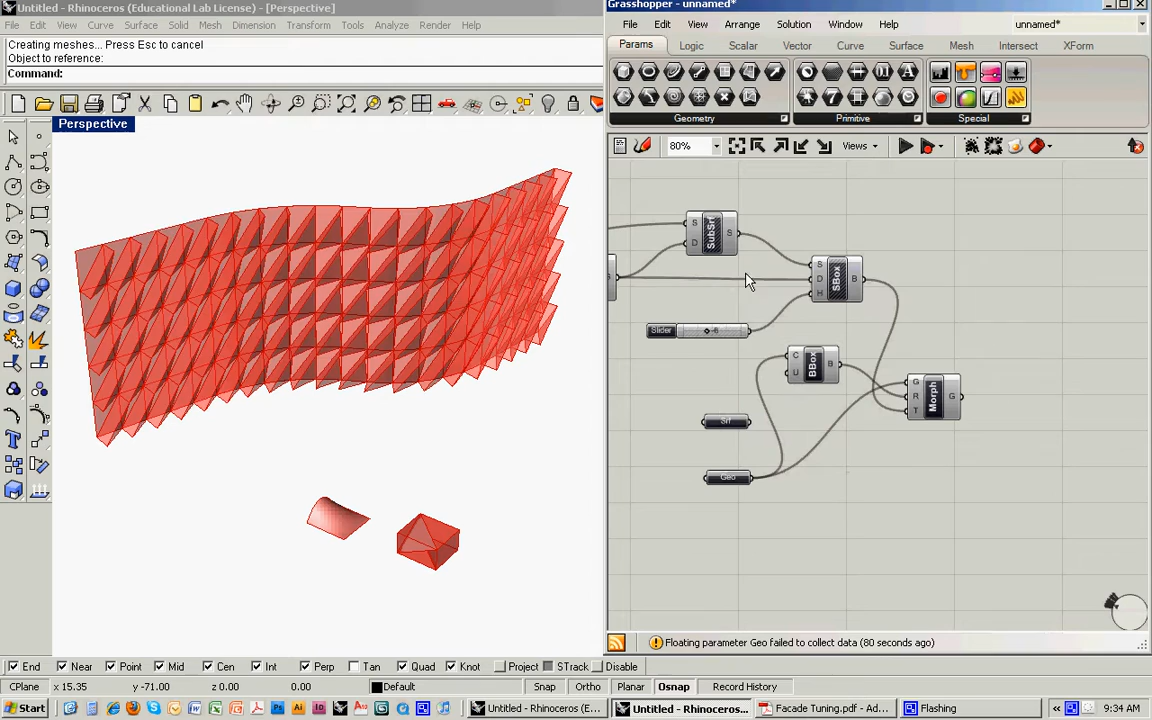 Untitled - Rhinoceros (Educational Lab License) - [Perspective]
File Edit View Curve Surface Solid Mesh Dimension Transform Tools Analyze Render Help
Creating meshes... Press Esc to cancel
Object to reference:
Command:
Perspective
Grasshopper - unnamed*
File Edit View Arrange Solution Window Help unnamed*
Params Logic Scalar Vector Curve Surface Mesh Intersect XForm
Geometry Primitive Special
80% Views
S D SubSrf S
S D H SBox B
Slider -6
C U BBox B
G R T Morph G
Srf
Geo
Floating parameter Geo failed to collect data (80 seconds ago)
End Near Point Mid Cen Int Perp Tan Quad Knot Project STrack Disable
CPlane x 15.35 y -71.00 z 0.00 0.00 Default Snap Ortho Planar Osnap Record History
Start Untitled - Rhinoceros (E... Untitled - Rhinoceros... Facade Tuning.pdf - Ad... Flashing 9:34 AM